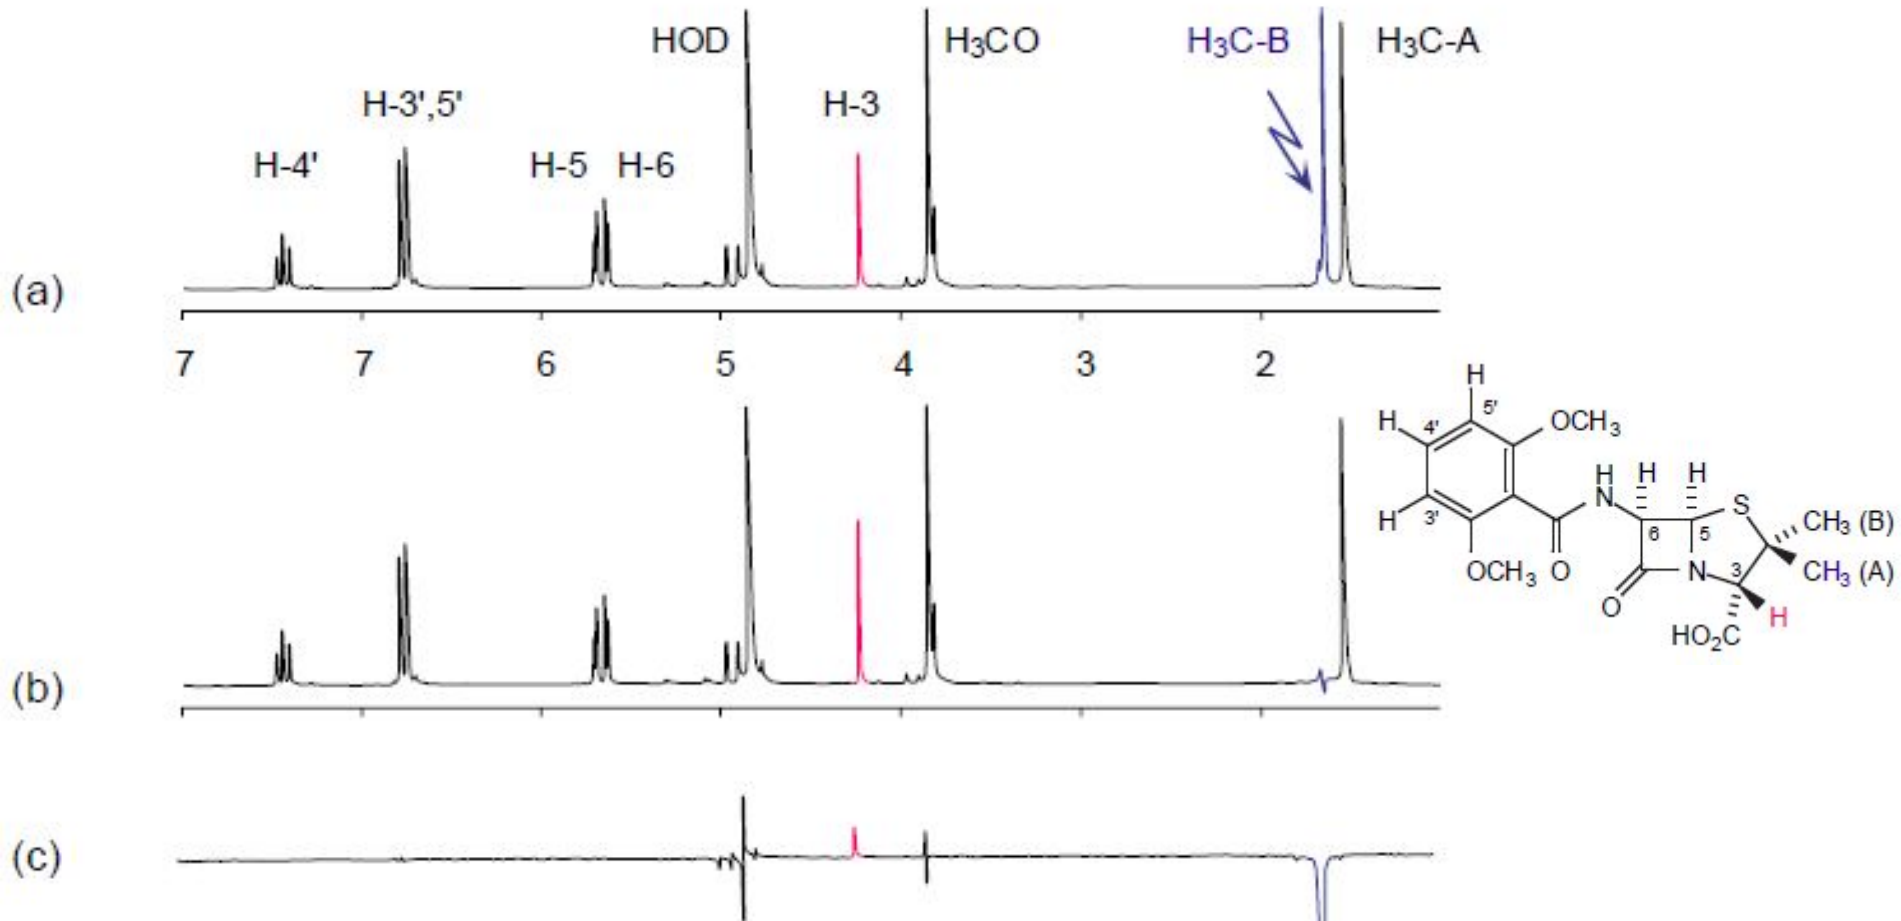 HOD
H₃CO
H₃C-B
H₃C-A
H-3',5'
H-3
H-4'
H-5
H-6
(a)
7 7 6 5 4 3 2
H
H
4'
5'
OCH₃
H
3'
OCH₃
O
H
N
H
H
6
5
S
CH₃ (B)
CH₃ (A)
O
N
3
H
HO₂C
(b)
(c)